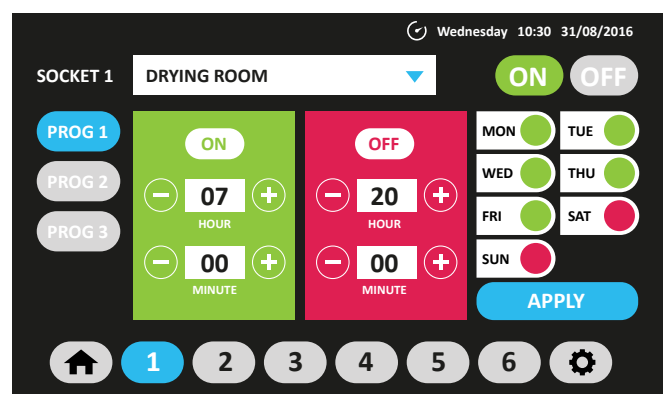 Wednesday 10:30 31/08/2016
SOCKET 1 DRYING ROOM ON OFF
PROG 1
PROG 2
PROG 3
ON
07
HOUR
00
MINUTE
OFF
20
HOUR
00
MINUTE
MON TUE
WED THU
FRI SAT
SUN
APPLY
1 2 3 4 5 6